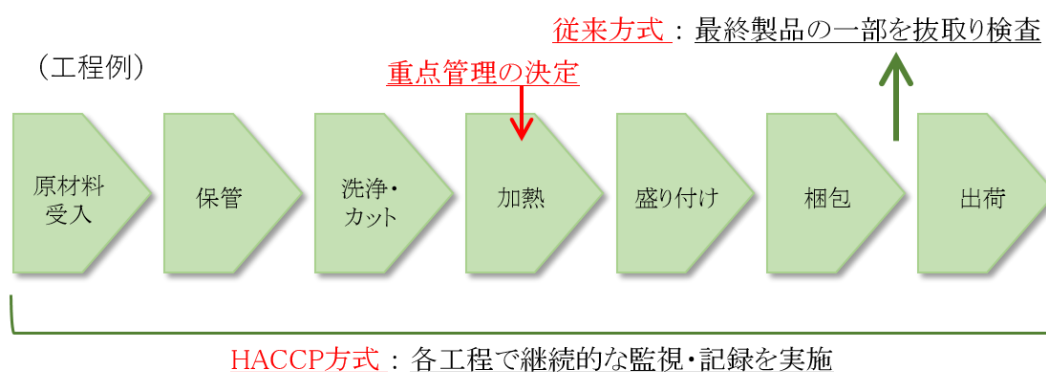 従来方式：最終製品の一部を抜取り検査
（工程例）
重点管理の決定
原材料
受入
保管
洗浄・
カット
加熱
盛り付け
梱包
出荷
HACCP方式：各工程で継続的な監視・記録を実施